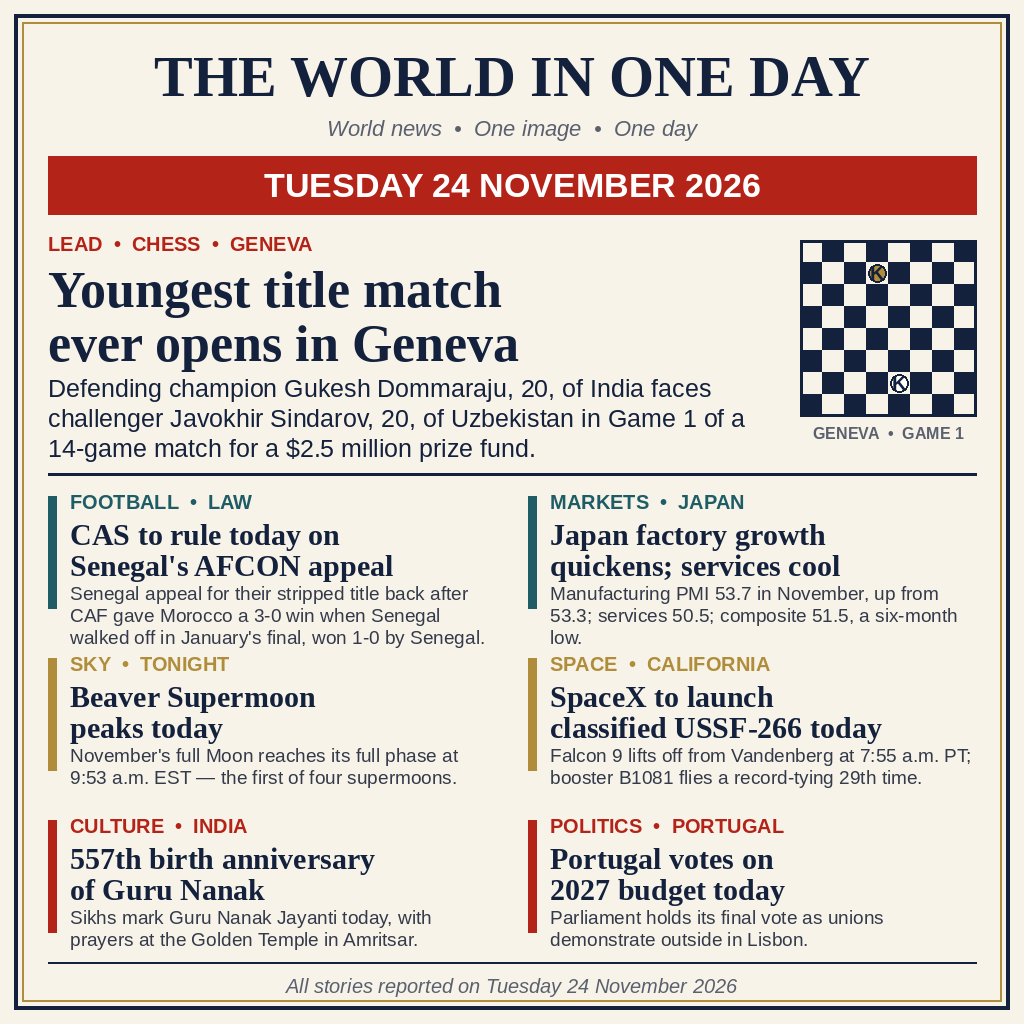 THE WORLD IN ONE DAY
World news • One image • One day
TUESDAY 24 NOVEMBER 2026
LEAD • CHESS • GENEVA
Youngest title match
ever opens in Geneva
Defending champion Gukesh Dommaraju, 20, of India faces
challenger Javokhir Sindarov, 20, of Uzbekistan in Game 1 of a
14-game match for a $2.5 million prize fund.
K
K
GENEVA • GAME 1
FOOTBALL • LAW
CAS to rule today on
Senegal's AFCON appeal
Senegal appeal for their stripped title back after
CAF gave Morocco a 3-0 win when Senegal
walked off in January's final, won 1-0 by Senegal.
MARKETS • JAPAN
Japan factory growth
quickens; services cool
Manufacturing PMI 53.7 in November, up from
53.3; services 50.5; composite 51.5, a six-month
low.
SKY • TONIGHT
Beaver Supermoon
peaks today
November's full Moon reaches its full phase at
9:53 a.m. EST — the first of four supermoons.
SPACE • CALIFORNIA
SpaceX to launch
classified USSF-266 today
Falcon 9 lifts off from Vandenberg at 7:55 a.m. PT;
booster B1081 flies a record-tying 29th time.
CULTURE • INDIA
557th birth anniversary
of Guru Nanak
Sikhs mark Guru Nanak Jayanti today, with
prayers at the Golden Temple in Amritsar.
POLITICS • PORTUGAL
Portugal votes on
2027 budget today
Parliament holds its final vote as unions
demonstrate outside in Lisbon.
All stories reported on Tuesday 24 November 2026